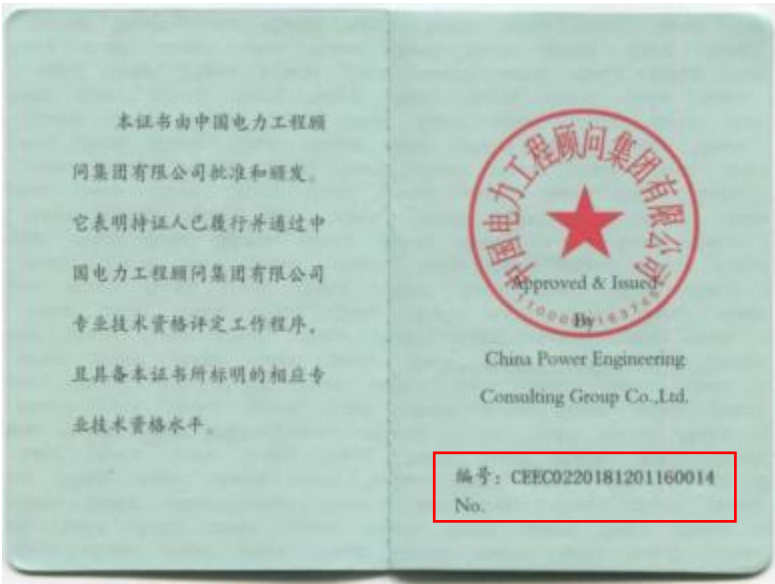 本证书由中国电力工程顾
问集团有限公司批准和颁发。
它表明持证人已履行并通过中
国电力工程顾问集团有限公司
专业技术资格评定工作程序，
且具备本证书所标明的相应专
业技术资格水平。
中国电力工程顾问集团有限公司
Approved & Issued
By
China Power Engineering
Consulting Group Co.,Ltd.
编号：CEEC0220181201160014
No.